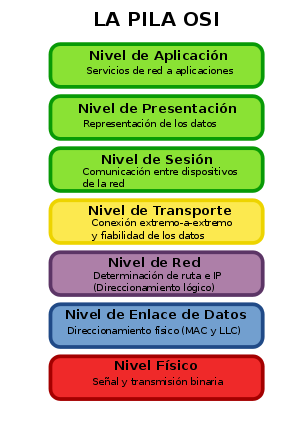 LA PILA OSI
Nivel de Aplicación
Servicios de red a aplicaciones
Nivel de Presentación
Representación de los datos
Nivel de Sesión
Comunicación entre dispositivos
de la red
Nivel de Transporte
Conexión extremo-a-extremo
y fiabilidad de los datos
Nivel de Red
Determinación de ruta e IP
(Direccionamiento lógico)
Nivel de Enlace de Datos
Direccionamiento físico (MAC y LLC)
Nivel Físico
Señal y transmisión binaria